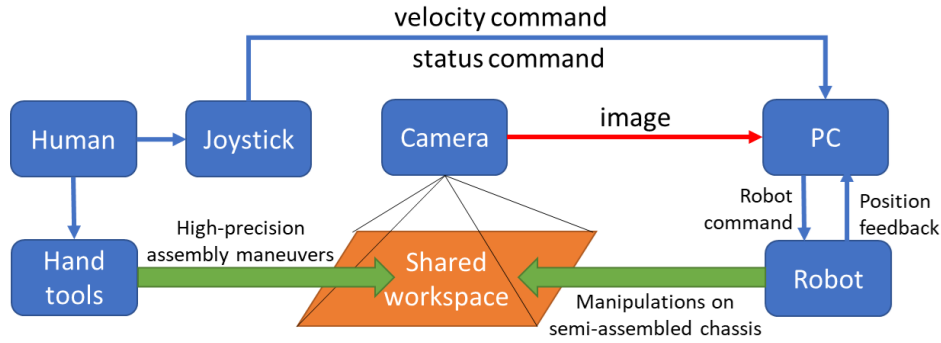 velocity command
status command
Human
Joystick
Camera
image
PC
Robot
command
Position
feedback
High-precision
assembly maneuvers
Hand
tools
Shared
workspace
Robot
Manipulations on
semi-assembled chassis